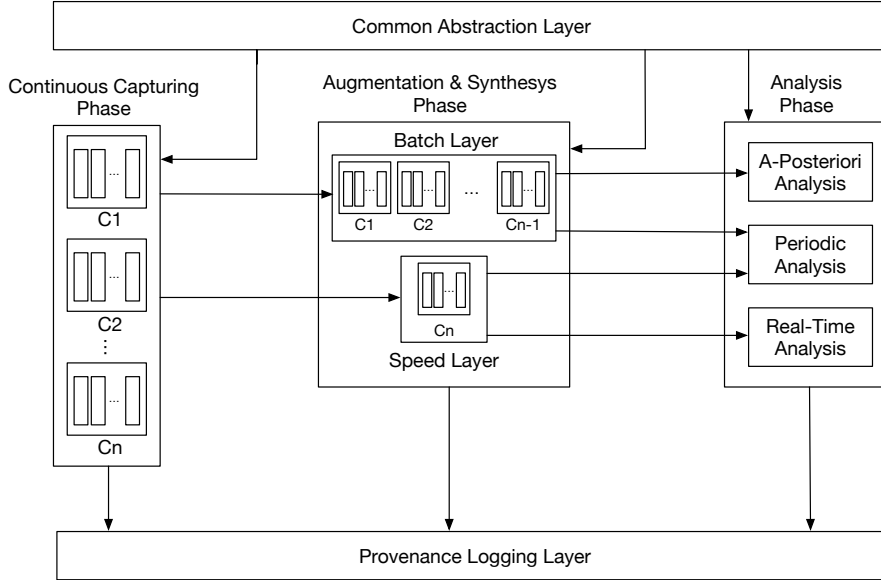 Common Abstraction Layer
Continuous Capturing
Phase
...
C1
...
C2
...
...
Cn
Augmentation & Synthesys
Phase
Batch Layer
...
C1
...
C2
...
...
Cn-1
...
Cn
Speed Layer
Analysis
Phase
A-Posteriori
Analysis
Periodic
Analysis
Real-Time
Analysis
Provenance Logging Layer